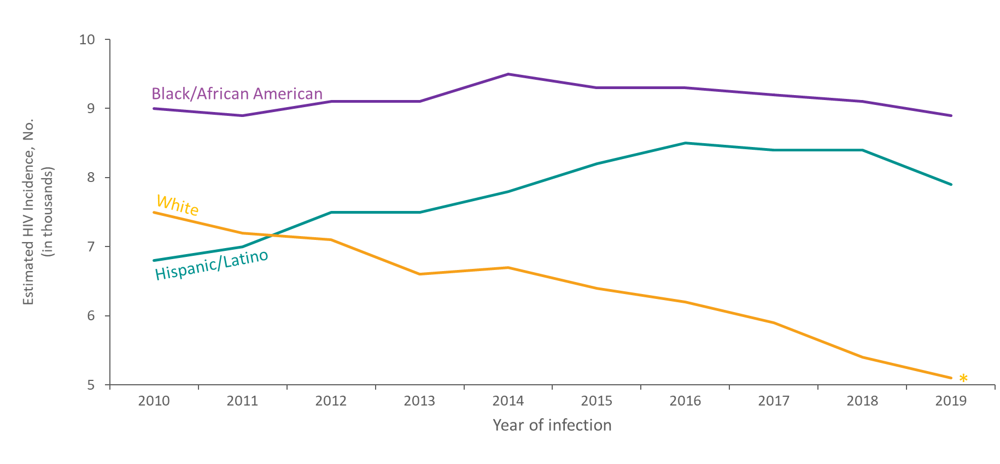 10
9
8
7
6
5
Estimated HIV Incidence, No.
(in thousands)
Black/African American
White
Hispanic/Latino
*
2010 2011 2012 2013 2014 2015 2016 2017 2018 2019
Year of infection